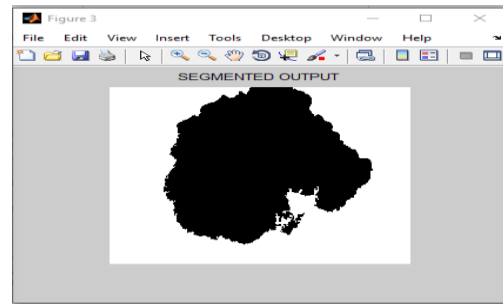 Figure 3
File Edit View Insert Tools Desktop Window Help
SEGMENTED OUTPUT